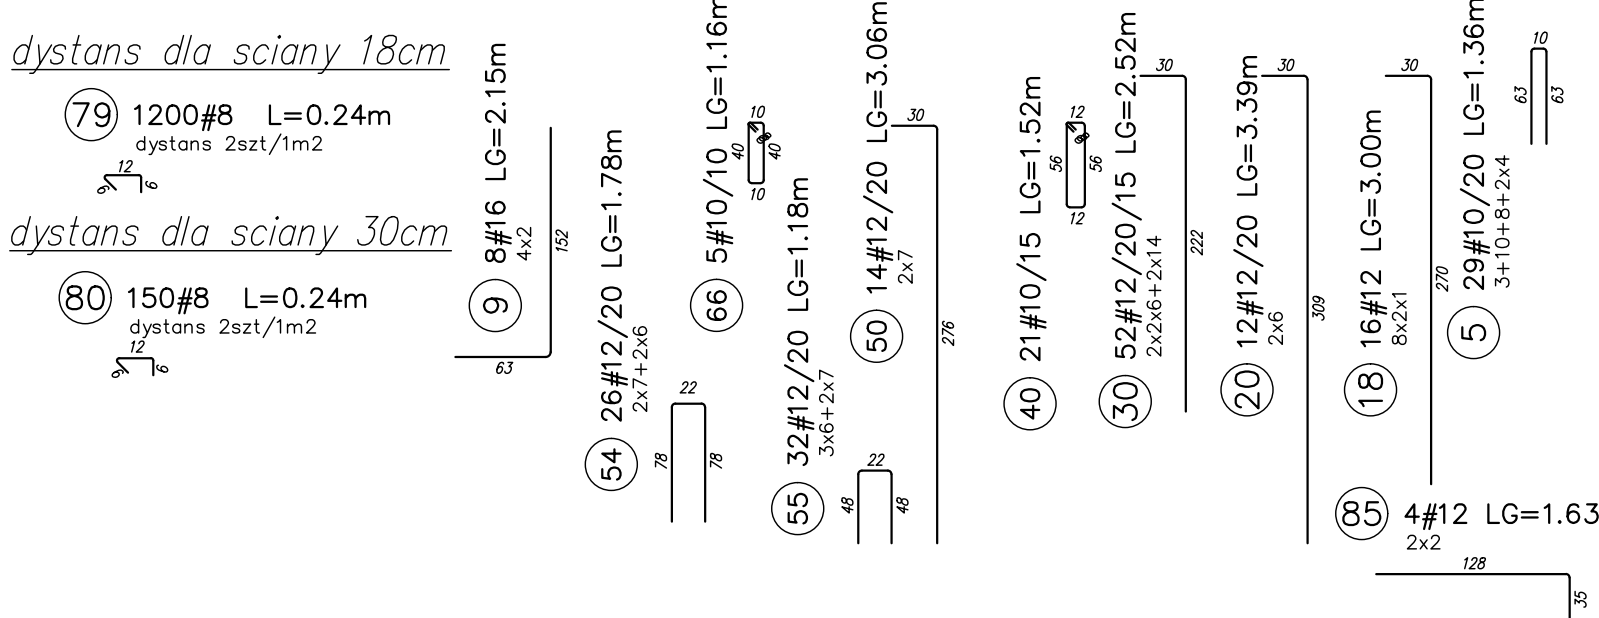 dystans dla sciany 18cm
79 1200#8 L=0.24m
dystans 2szt/1m2
12
6 6
dystans dla sciany 30cm
80 150#8 L=0.24m
dystans 2szt/1m2
12
6 6
9 8#16 LG=2.15m
4x2
152
63
54 26#12/20 LG=1.78m
2x7+2x6
22
78 78
66 5#10/10 LG=1.16m
10
40 40
10
55 32#12/20 LG=1.18m
3x6+2x7
22
48 48
50 14#12/20 LG=3.06m
2x7
30
276
40 21#10/15 LG=1.52m
12
56 56
12
30 52#12/20/15 LG=2.52m
2x2x6+2x14
30
222
20 12#12/20 LG=3.39m
2x6
30
309
18 16#12 LG=3.00m
8x2x1
30
270
5 29#10/20 LG=1.36m
3+10+8+2x4
10
63 63
85 4#12 LG=1.63
2x2
128
35